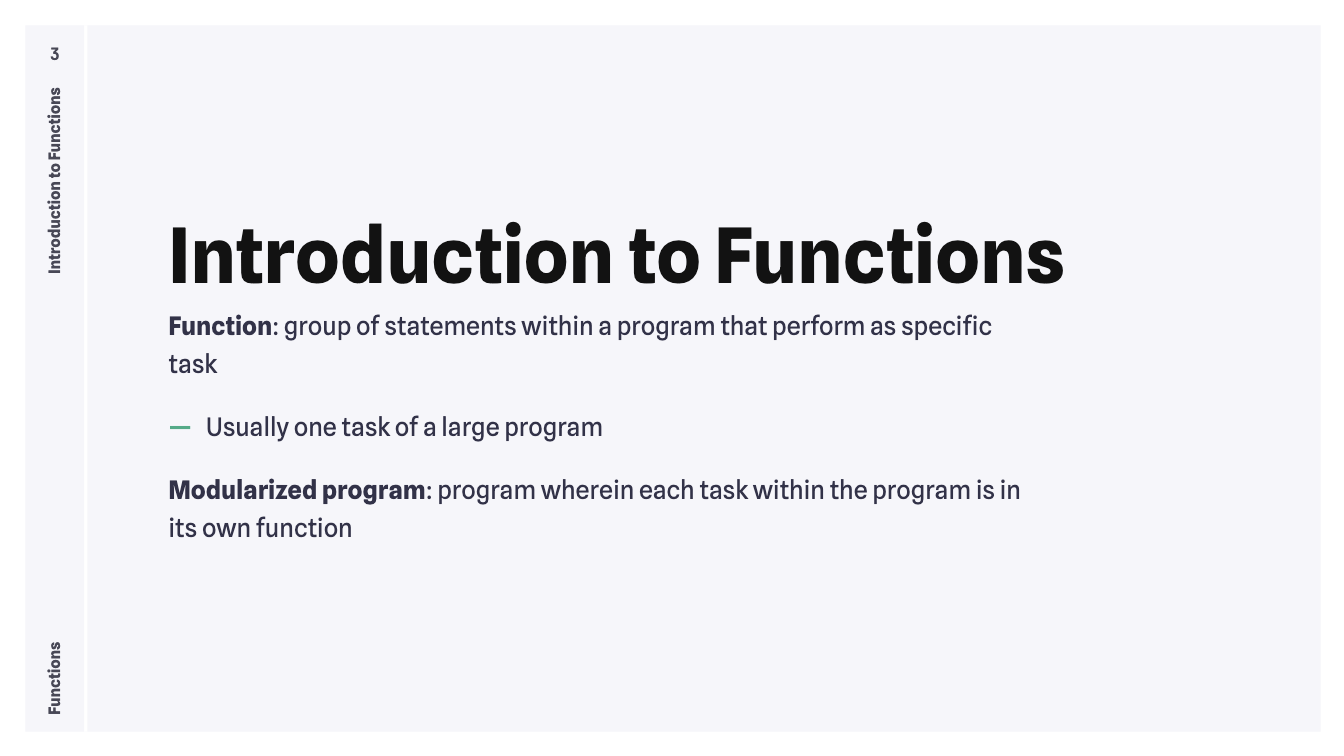 3
Introduction to Functions
Introduction to Functions
Function: group of statements within a program that perform as specific
task
— Usually one task of a large program
Modularized program: program wherein each task within the program is in
its own function
Functions